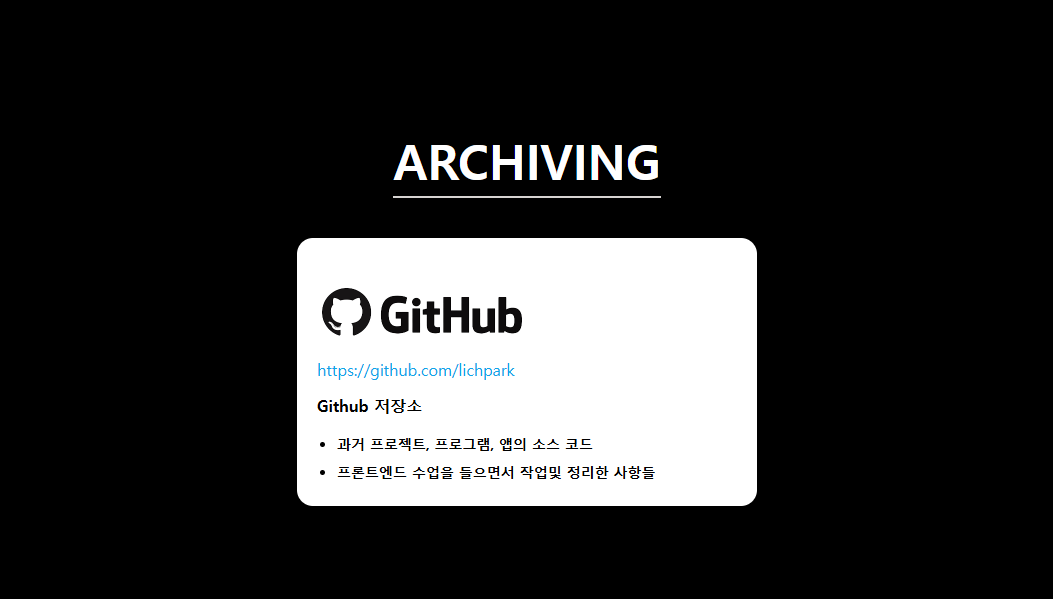 ARCHIVING
GitHub
https://github.com/lichpark
Github 저장소
과거 프로젝트, 프로그램, 앱의 소스 코드
프론트엔드 수업을 들으면서 작업및 정리한 사항들